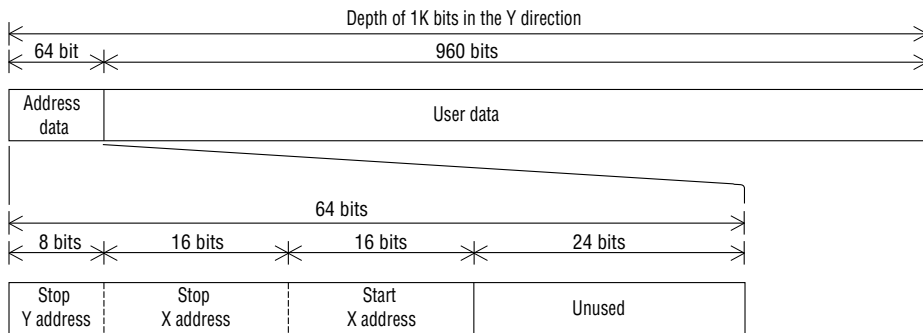 Depth of 1K bits in the Y direction
64 bit
960 bits
Address
data
User data
64 bits
8 bits
16 bits
16 bits
24 bits
Stop
Y address
Stop
X address
Start
X address
Unused